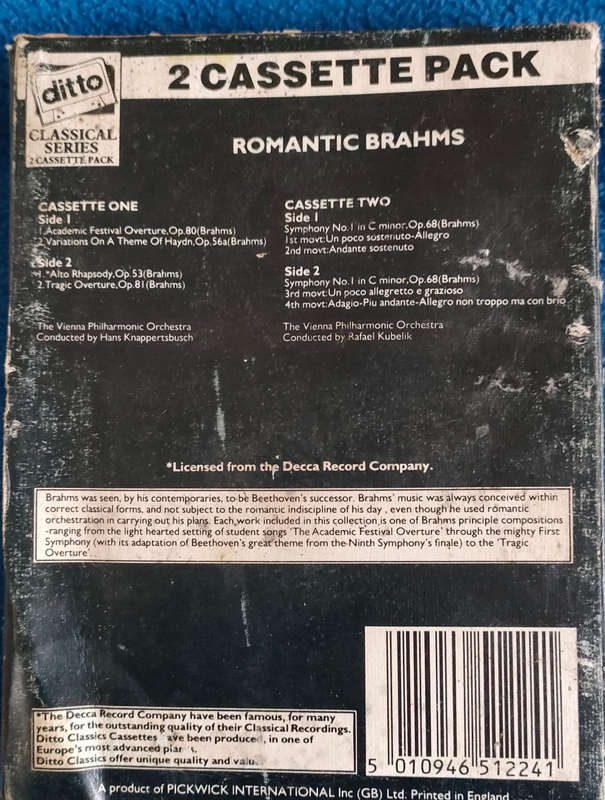 ditto
CLASSICAL
SERIES
2 CASSETTE PACK
2 CASSETTE PACK
ROMANTIC BRAHMS
CASSETTE ONE
Side 1
1.Academic Festival Overture,Op.80(Brahms)
2.Variations On A Theme Of Haydn,Op.56a(Brahms)
Side 2
1.*Alto Rhapsody,Op.53(Brahms)
2.Tragic Overture,Op.81(Brahms)
The Vienna Philharmonic Orchestra
Conducted by Hans Knappertsbusch
CASSETTE TWO
Side 1
Symphony No.1 in C minor,Op.68(Brahms)
1st movt:Un poco sostenuto-Allegro
2nd movt:Andante sostenuto
Side 2
Symphony No.1 in C minor,Op.68(Brahms)
3rd movt:Un poco allegretto e grazioso
4th movt:Adagio-Piu andante-Allegro non troppo ma con brio
The Vienna Philharmonic Orchestra
Conducted by Rafael Kubelik
*Licensed from the Decca Record Company.
Brahms was seen, by his contemporaries, to be Beethoven's successor. Brahms' music was always conceived within
correct classical forms, and not subject to the romantic indiscipline of his day , even though he used romantic
orchestration in carrying out his plans. Each work included in this collection is one of Brahms principle compositions
-ranging from the light hearted setting of student songs 'The Academic Festival Overture' through the mighty First
Symphony (with its adaptation of Beethoven's great theme from the Ninth Symphony's finale) to the 'Tragic
Overture'
*The Decca Record Company have been famous, for many
years, for the outstanding quality of their Classical Recordings.
Ditto Classics Cassettes ave been produced, in one of
Europe's most advanced
Ditto Classics offer unique quality and
5 010946 512241
A product of PICKWICK INTERNATIONAL Inc (GB) Ltd. Printed in England